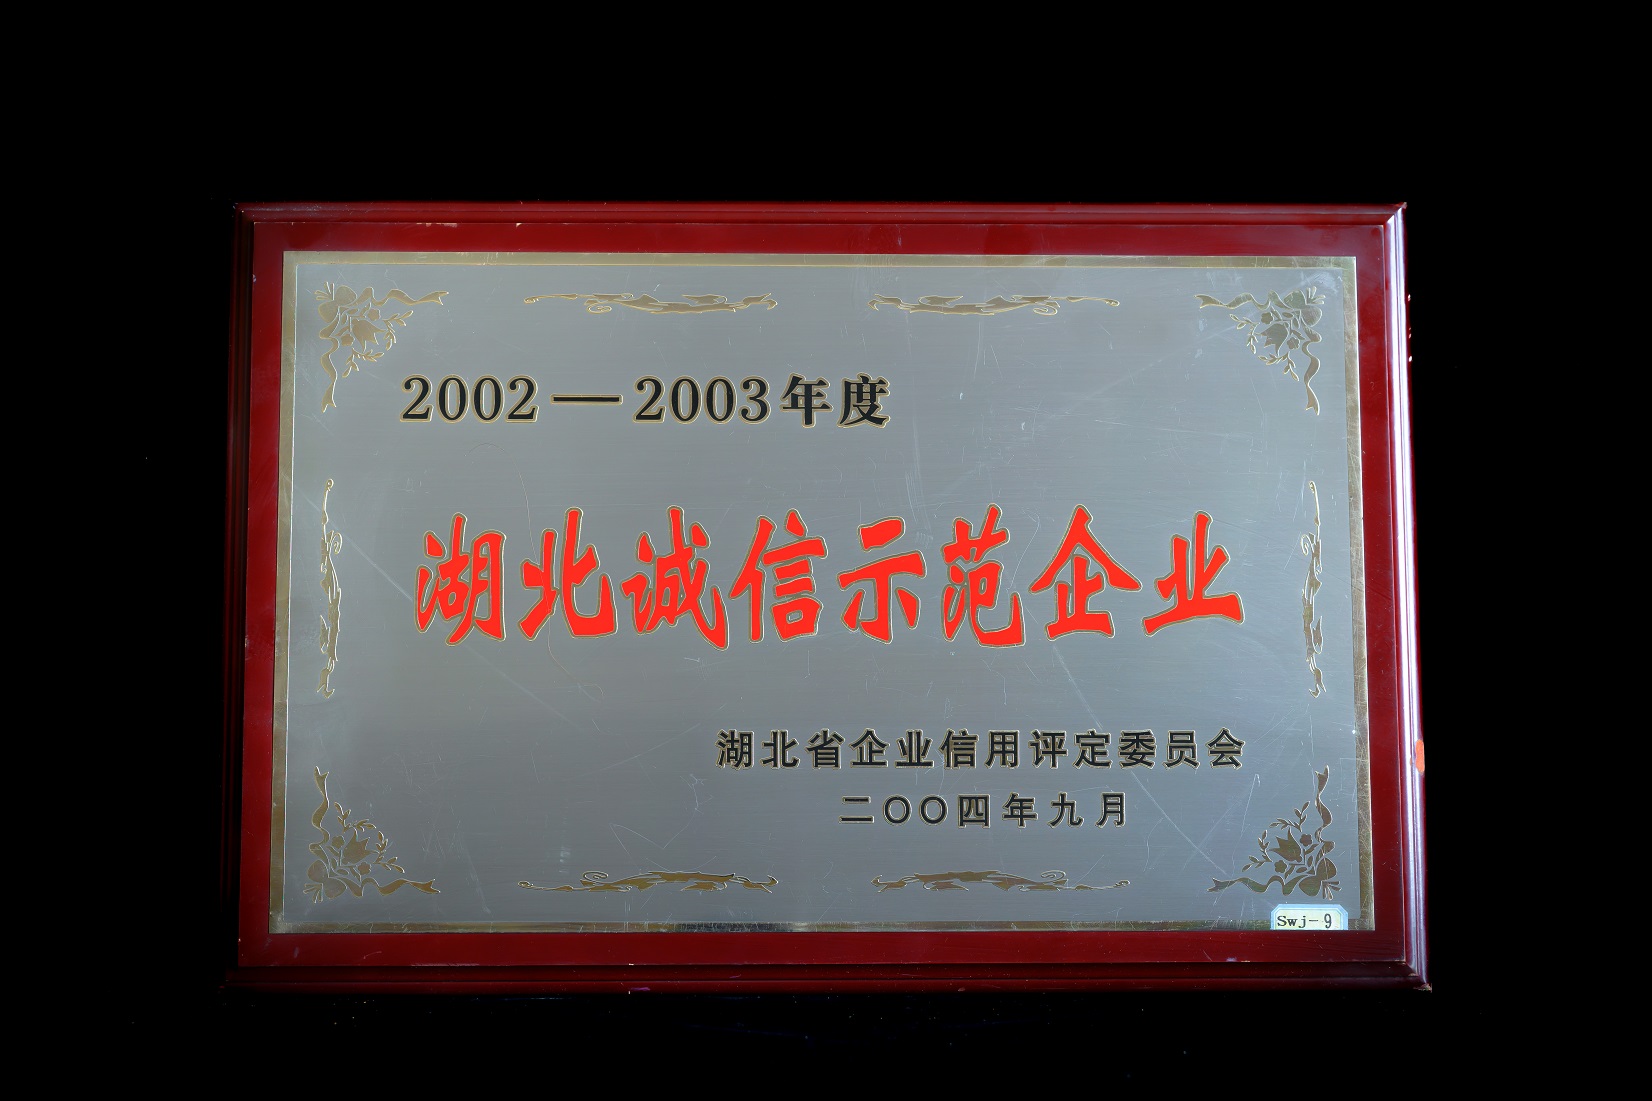 2002—2003年度
湖北诚信示范企业
湖北省企业信用评定委员会
二〇〇四年九月
Swj-9